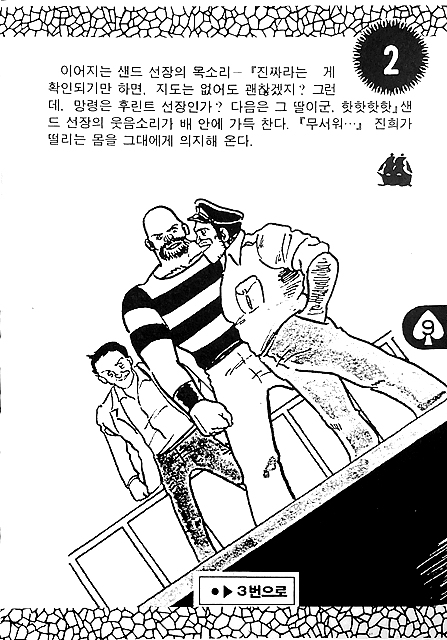 2
이어지는 샌드 선장의 목소리―『진짜라는 게
확인되기만 하면, 지도는 없어도 괜찮겠지? 그런
데, 망령은 후린트 선장인가? 다음은 그 딸이군. 핫핫핫핫』샌
드 선장의 웃음소리가 배 안에 가득 찬다. 『무서워…』 진희가
떨리는 몸을 그대에게 의지해 온다.
9
●▶3번으로